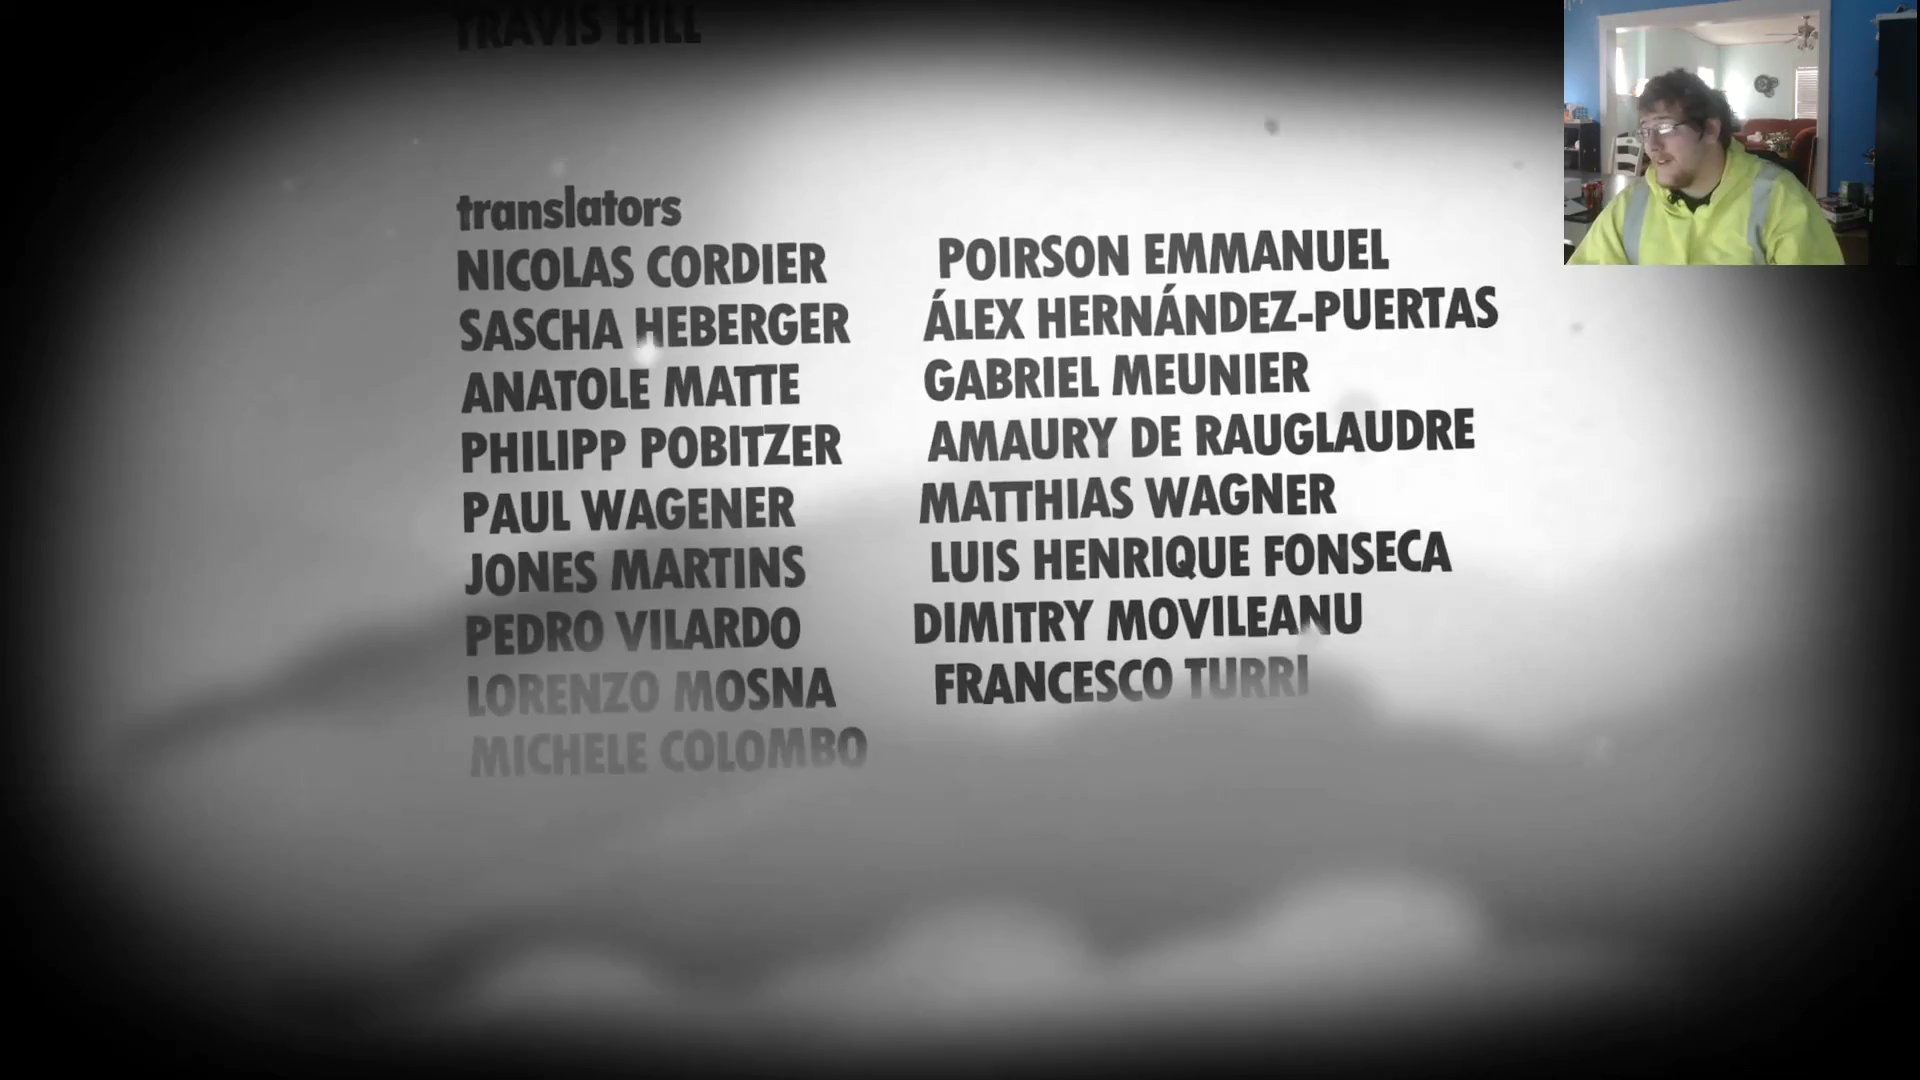 TRAVIS HILL
translators
NICOLAS CORDIER
SASCHA HEBERGER
ANATOLE MATTE
PHILIPP POBITZER
PAUL WAGENER
JONES MARTINS
PEDRO VILARDO
LORENZO MOSNA
MICHELE COLOMBO
POIRSON EMMANUEL
ÁLEX HERNÁNDEZ-PUERTAS
GABRIEL MEUNIER
AMAURY DE RAUGLAUDRE
MATTHIAS WAGNER
LUIS HENRIQUE FONSECA
DIMITRY MOVILEANU
FRANCESCO TURRI